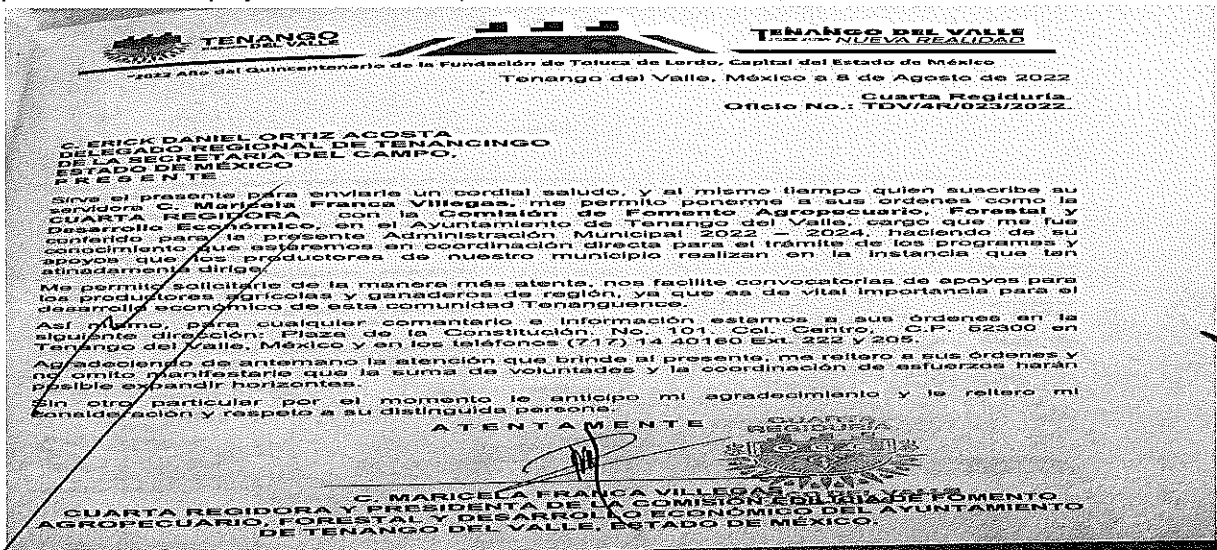 TENANGO
DEL VALLE
TENANGO DEL VALLE
NUEVA REALIDAD
"2022 Año del Quincentenario de la Fundación de Toluca de Lerdo, Capital del Estado de México
Tenango del Valle, México a 8 de Agosto de 2022
Cuarta Regiduría.
Oficio No.: TDV/4R/023/2022.
C. ERICK DANIEL ORTIZ ACOSTA
DELEGADO REGIONAL DE TENANCINGO
DE LA SECRETARIA DEL CAMPO,
ESTADO DE MÉXICO
P R E S E N T E
Sirva el presente para enviarle un cordial saludo, y al mismo tiempo quien suscribe su
servidora C. Maricela Franca Villegas, me permito ponerme a sus ordenes como la
CUARTA REGIDORA con la Comisión de Fomento Agropecuario, Forestal y
Desarrollo Económico, en el Ayuntamiento de Tenango del Valle, cargo que me fue
conferido para la presente Administración Municipal 2022 – 2024, haciendo de su
conocimiento que estaremos en coordinación directa para el trámite de los programas y
apoyos que los productores de nuestro municipio realizan en la instancia que tan
atinadamente dirige.
Me permito solicitarle de la manera más atenta, nos facilite convocatorias de apoyos para
los productores agrícolas y ganaderos de región, ya que es de vital importancia para el
desarrollo económico de esta comunidad Tenanguence.
Así mismo, para cualquier comentario e información estamos a sus órdenes en la
siguiente dirección: Plaza de la Constitución, No. 101, Col. Centro, C.P. 52300 en
Tenango del Valle, México y en los teléfonos (717) 14 40160 Ext. 222 y 205.
Agradeciendo de antemano la atención que brinde al presente, me reitero a sus órdenes y
no omito manifestarle que la suma de voluntades y la coordinación de esfuerzos harán
posible expandir horizontes.
Sin otro particular por el momento le anticipo mi agradecimiento y le reitero mi
consideración y respeto a su distinguida persona.
A T E N T A M E N T E
CUARTA
REGIDURÍA
C. MARICELA FRANCA VILLEGAS
CUARTA REGIDORA Y PRESIDENTA DE LA COMISIÓN EDILICIA DE FOMENTO
AGROPECUARIO, FORESTAL Y DESARROLLO ECONÓMICO DEL AYUNTAMIENTO
DE TENANGO DEL VALLE, ESTADO DE MÉXICO.